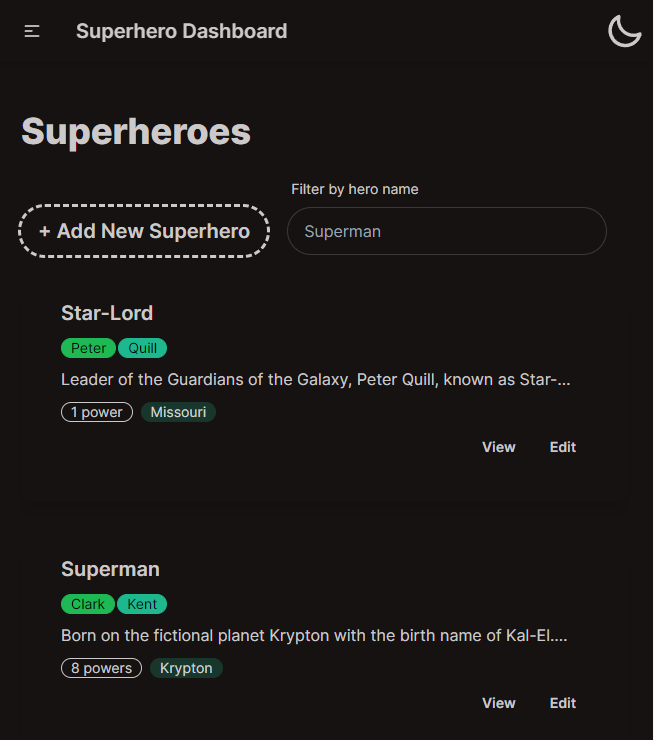 Superhero Dashboard
Superheroes
Filter by hero name
+ Add New Superhero
Superman
Star-Lord
Peter Quill
Leader of the Guardians of the Galaxy, Peter Quill, known as Star-...
1 power Missouri
View Edit
Superman
Clark Kent
Born on the fictional planet Krypton with the birth name of Kal-El....
8 powers Krypton
View Edit